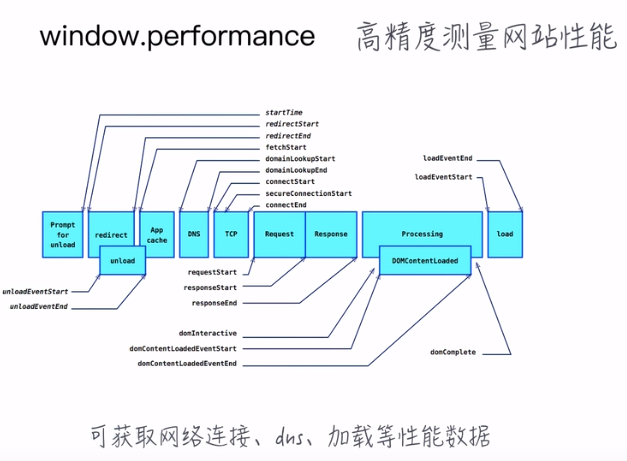 window.performance 高精度测量网站性能
startTime
redirectStart
redirectEnd
fetchStart
domainLookupStart
domainLookupEnd
connectStart
secureConnectionStart
connectEnd
loadEventEnd
loadEventStart
Prompt
for
unload
redirect
unload
App
cache
DNS
TCP
Request
Response
Processing
DOMContentLoaded
load
unloadEventStart
unloadEventEnd
requestStart
responseStart
responseEnd
domInteractive
domContentLoadedEventStart
domContentLoadedEventEnd
domComplete
可获取网络连接、dns、加载等性能数据